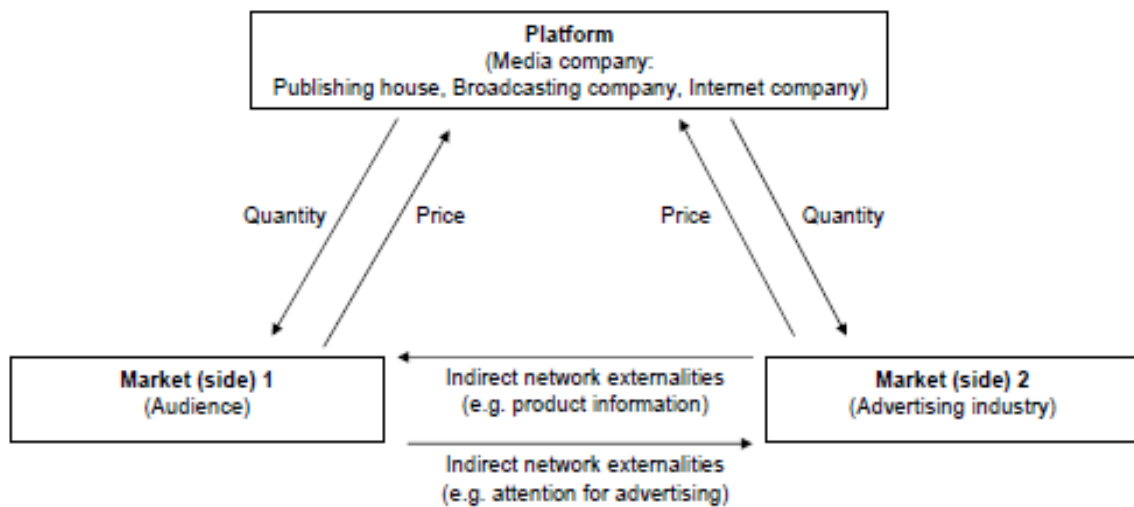 Platform
(Media company:
Publishing house, Broadcasting company, Internet company)
Quantity
Price
Price
Quantity
Market (side) 1
(Audience)
Indirect network externalities
(e.g. product information)
Market (side) 2
(Advertising industry)
Indirect network externalities
(e.g. attention for advertising)